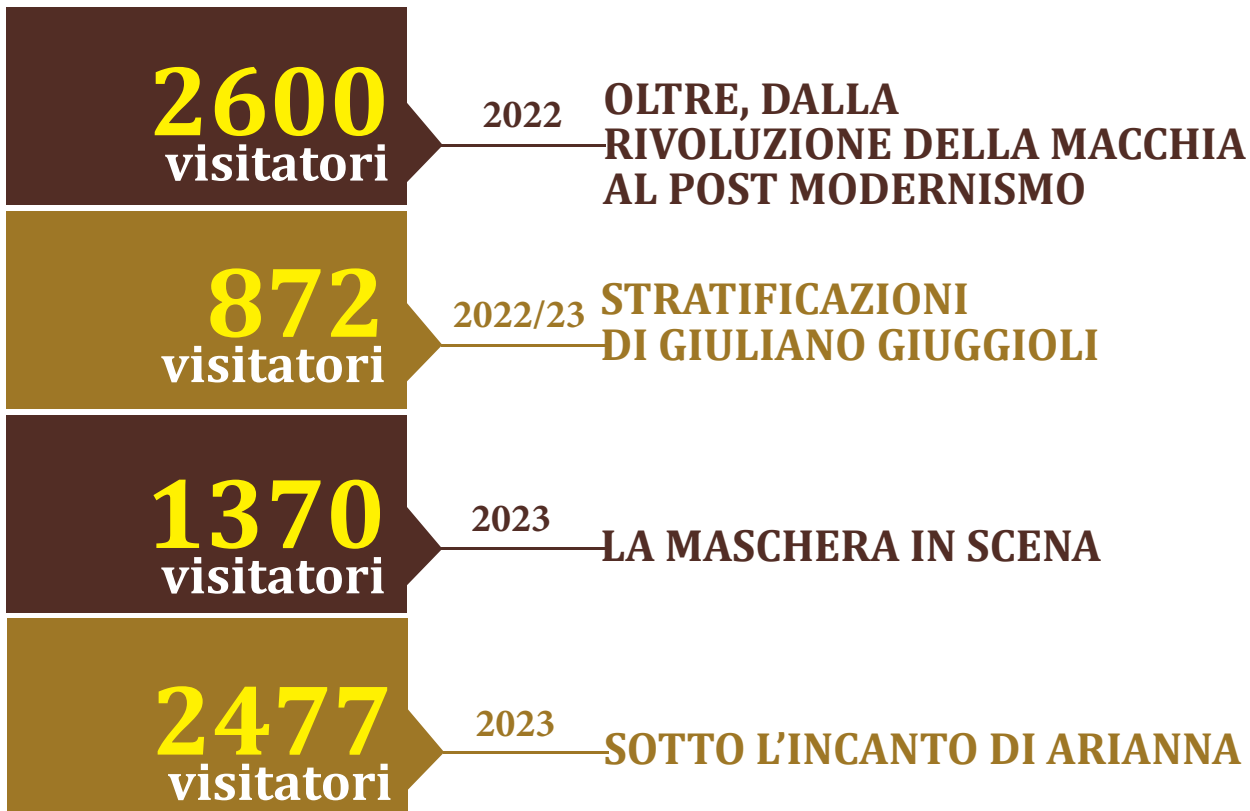 2600
visitatori
2022
OLTRE, DALLA
RIVOLUZIONE DELLA MACCHIA
AL POST MODERNISMO
872
visitatori
2022/23
STRATIFICAZIONI
DI GIULIANO GIUGGIOLI
1370
visitatori
2023
LA MASCHERA IN SCENA
2477
visitatori
2023
SOTTO L’INCANTO DI ARIANNA